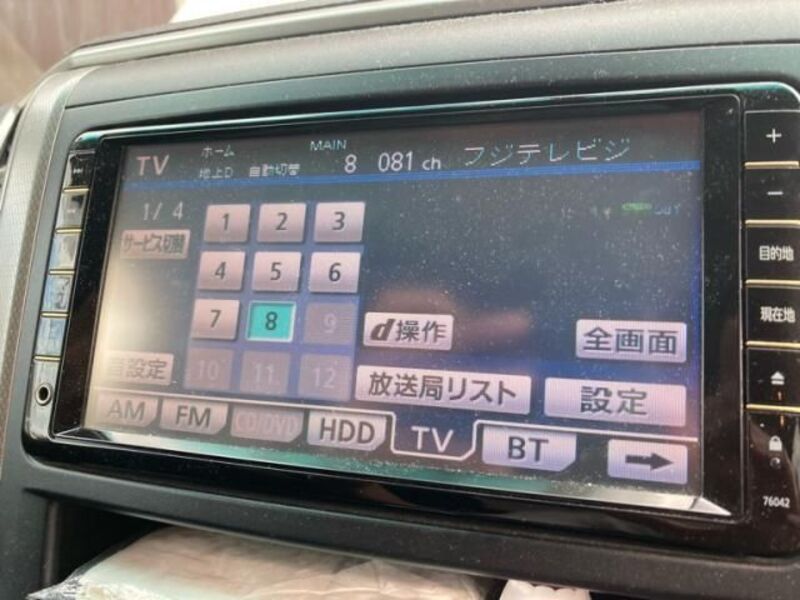 TV ホーム 地上D 自動切替 MAIN 8 081 ch フジテレビジ
1/ 4
サービス切替
1 2 3
4 5 6
7 8 9
10 11 12
d操作
全画面
音設定
放送局リスト
設定
AM FM CD/DVD HDD TV BT
+
−
目的地
現在地
76042